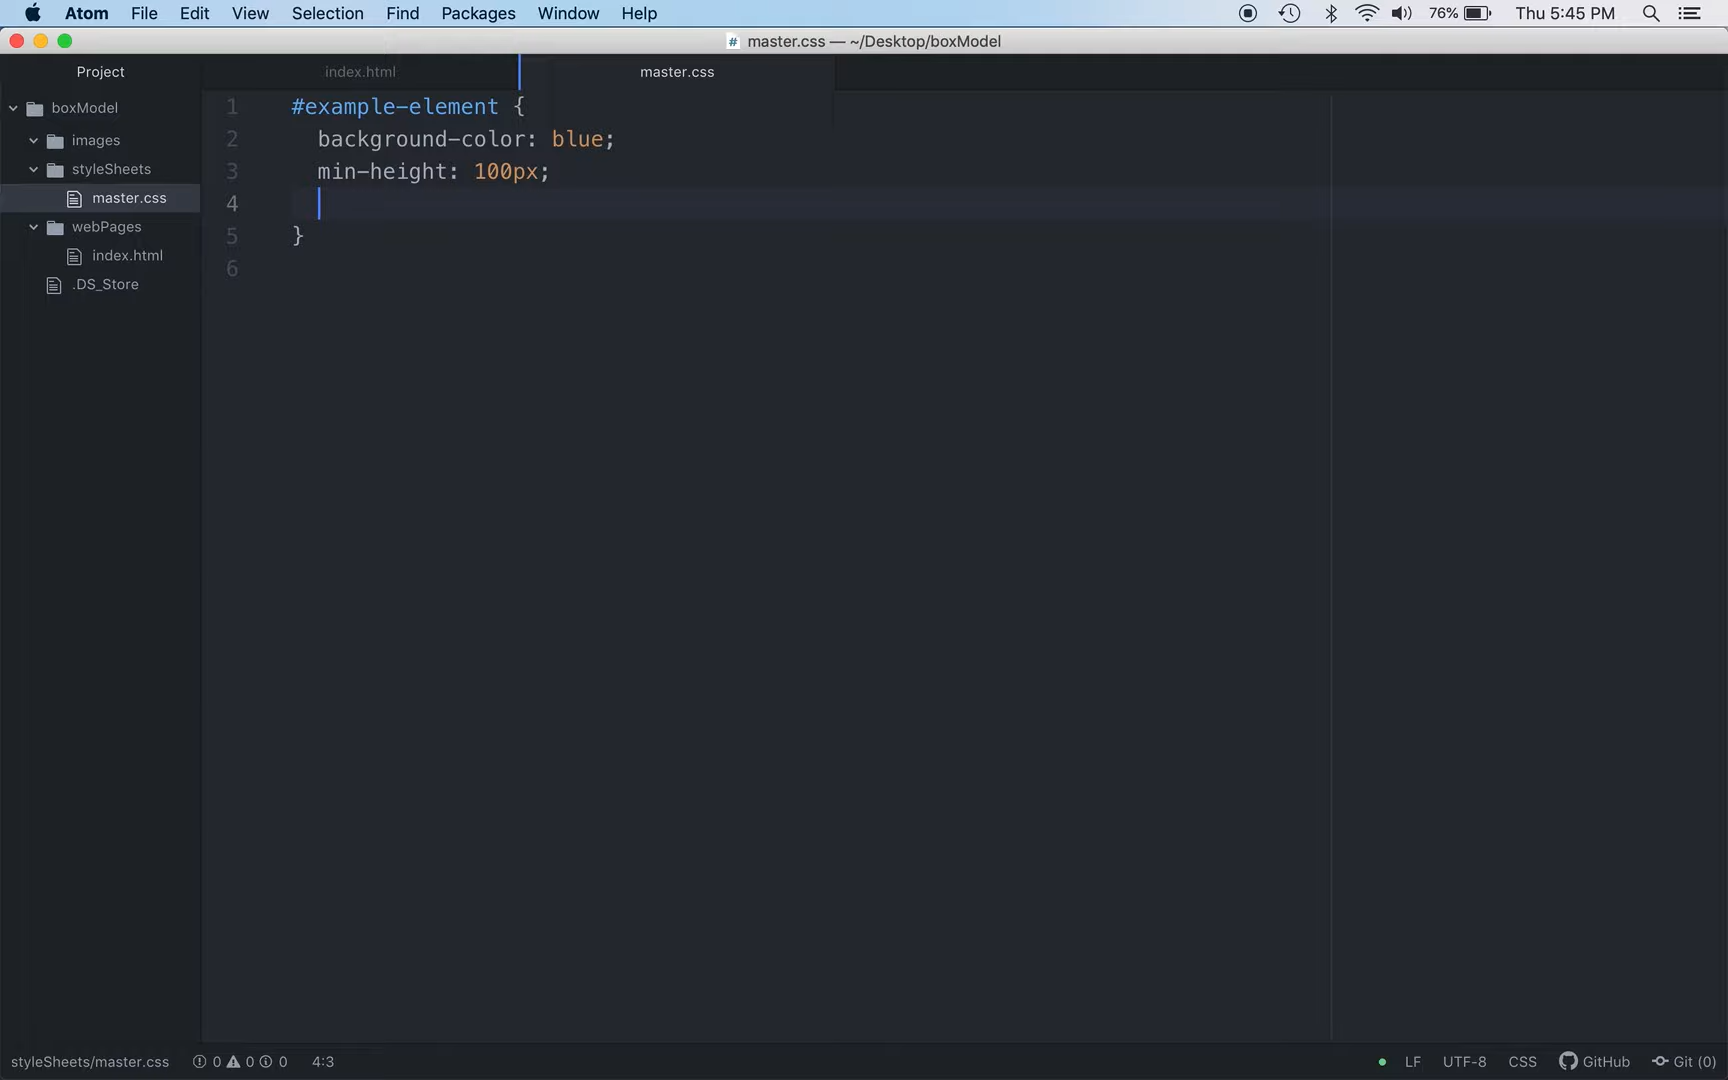 Atom File Edit View Selection Find Packages Window Help 76% Thu 5:45 PM
# master.css — ~/Desktop/boxModel
Project index.html master.css
boxModel
images
styleSheets
master.css
webPages
index.html
.DS_Store
1 #example-element {
2 background-color: blue;
3 min-height: 100px;
4
5 }
6
styleSheets/master.css 0 0 0 4:3 LF UTF-8 CSS GitHub Git (0)